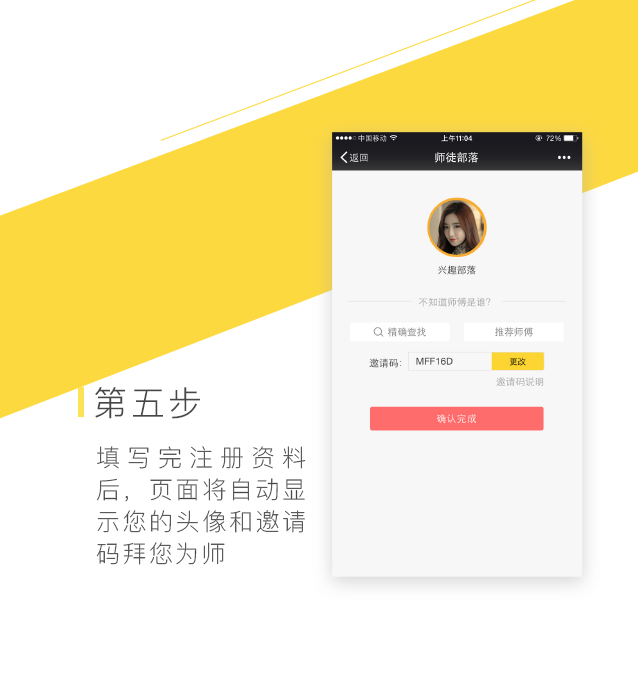 中国移动
上午11:04
72%
返回
师徒部落
兴趣部落
不知道师傅是谁?
精确查找
推荐师傅
邀请码:
MFF16D
更改
邀请码说明
确认完成
第五步
填写完注册资料
后，页面将自动显
示您的头像和邀请
码拜您为师